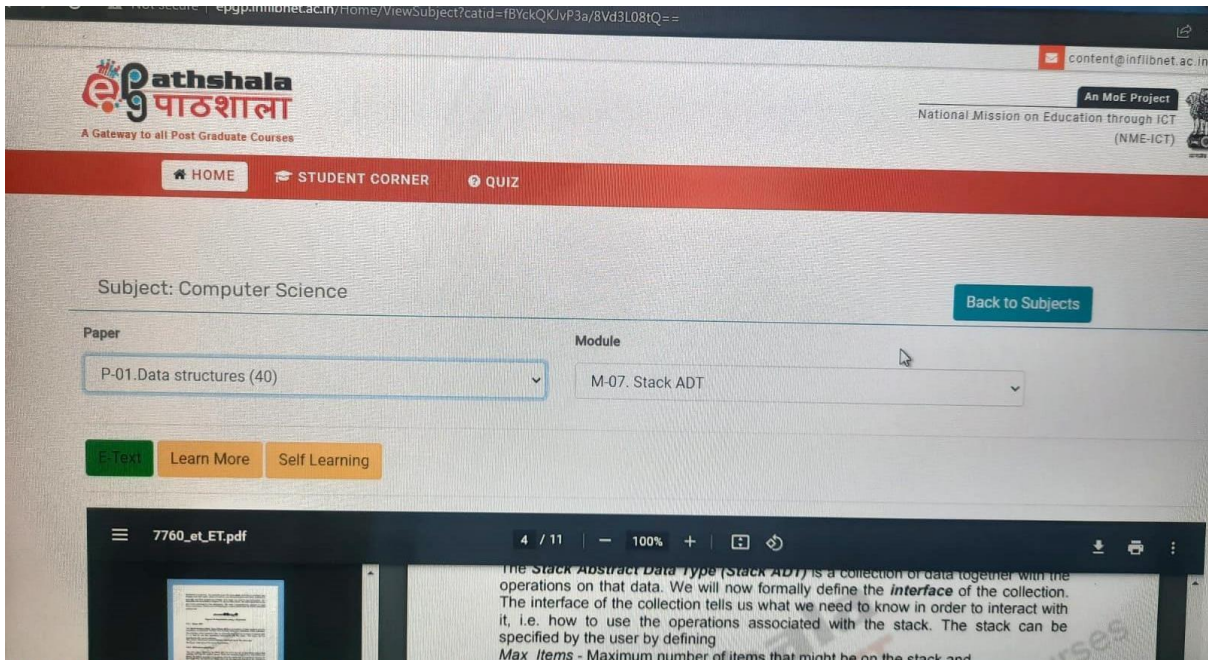 Not secure | epgp.inflibnet.ac.in/Home/ViewSubject?catid=fBYckQKJvP3a/8Vd3L08tQ==
content@inflibnet.ac.in
ePG Pathshala
पाठशाला
A Gateway to all Post Graduate Courses
An MoE Project
National Mission on Education through ICT
(NME-ICT)
HOME
STUDENT CORNER
QUIZ
Subject: Computer Science
Back to Subjects
Paper
Module
P-01.Data structures (40)
M-07. Stack ADT
E-Text
Learn More
Self Learning
7760_et_ET.pdf
4 / 11
100%
The Stack Abstract Data Type (Stack ADT) is a collection of data together with the
operations on that data. We will now formally define the interface of the collection.
The interface of the collection tells us what we need to know in order to interact with
it, i.e. how to use the operations associated with the stack. The stack can be
specified by the user by defining
Max_Items - Maximum number of items that might be on the stack and